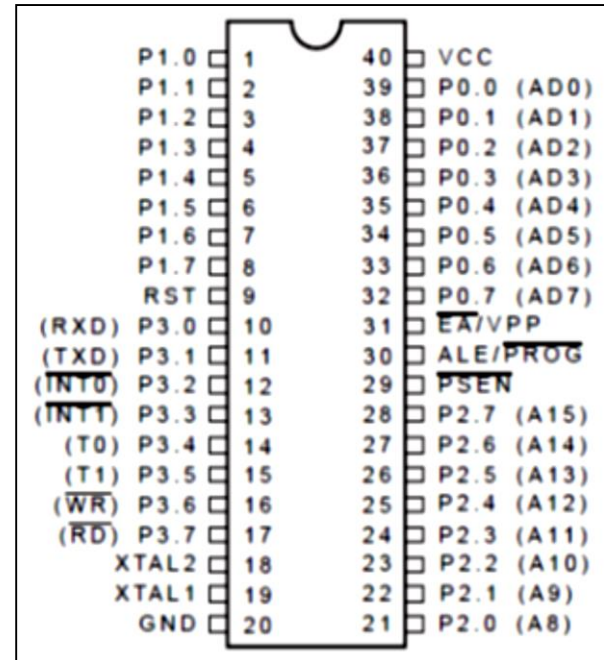 P1.0 1 40 VCC
P1.1 2 39 P0.0 (AD0)
P1.2 3 38 P0.1 (AD1)
P1.3 4 37 P0.2 (AD2)
P1.4 5 36 P0.3 (AD3)
P1.5 6 35 P0.4 (AD4)
P1.6 7 34 P0.5 (AD5)
P1.7 8 33 P0.6 (AD6)
RST 9 32 P0.7 (AD7)
(RXD) P3.0 10 31 EA/VPP
(TXD) P3.1 11 30 ALE/PROG
(INT0) P3.2 12 29 PSEN
(INT1) P3.3 13 28 P2.7 (A15)
(T0) P3.4 14 27 P2.6 (A14)
(T1) P3.5 15 26 P2.5 (A13)
(WR) P3.6 16 25 P2.4 (A12)
(RD) P3.7 17 24 P2.3 (A11)
XTAL2 18 23 P2.2 (A10)
XTAL1 19 22 P2.1 (A9)
GND 20 21 P2.0 (A8)